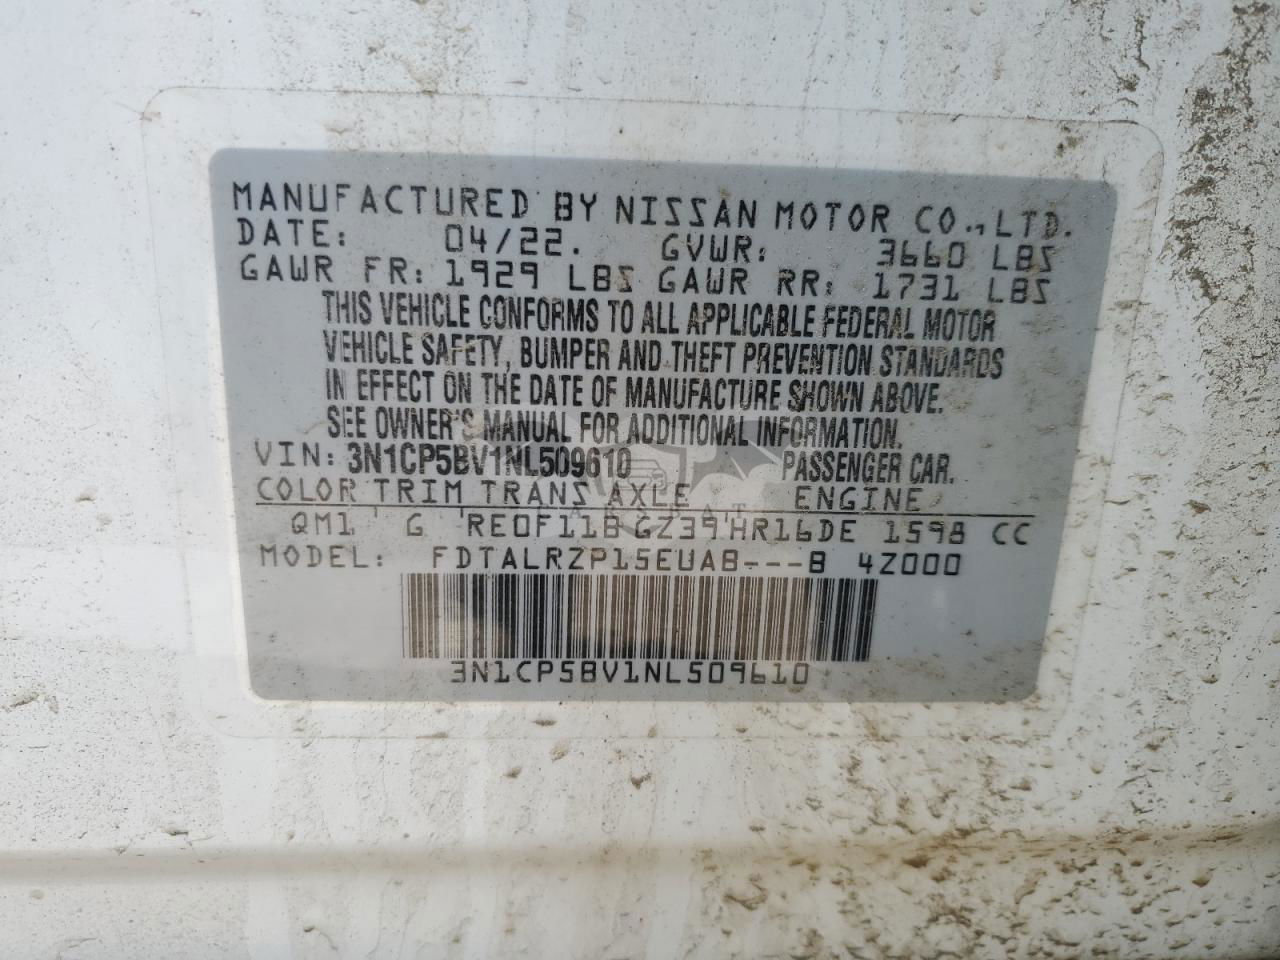 MANUFACTURED BY NISSAN MOTOR CO.,LTD.
DATE: 04/22. GVWR: 3660 LBS
GAWR FR: 1929 LBS GAWR RR: 1731 LBS
THIS VEHICLE CONFORMS TO ALL APPLICABLE FEDERAL MOTOR
VEHICLE SAFETY, BUMPER AND THEFT PREVENTION STANDARDS
IN EFFECT ON THE DATE OF MANUFACTURE SHOWN ABOVE.
SEE OWNER'S MANUAL FOR ADDITIONAL INFORMATION.
VIN: 3N1CP5BV1NL509610 PASSENGER CAR.
COLOR TRIM TRANS AXLE ENGINE
QM1 G RE0F11B GZ39 HR16DE 1598 CC
MODEL: FDTALRZP15EUAB---B 4Z000
3N1CP5BV1NL509610